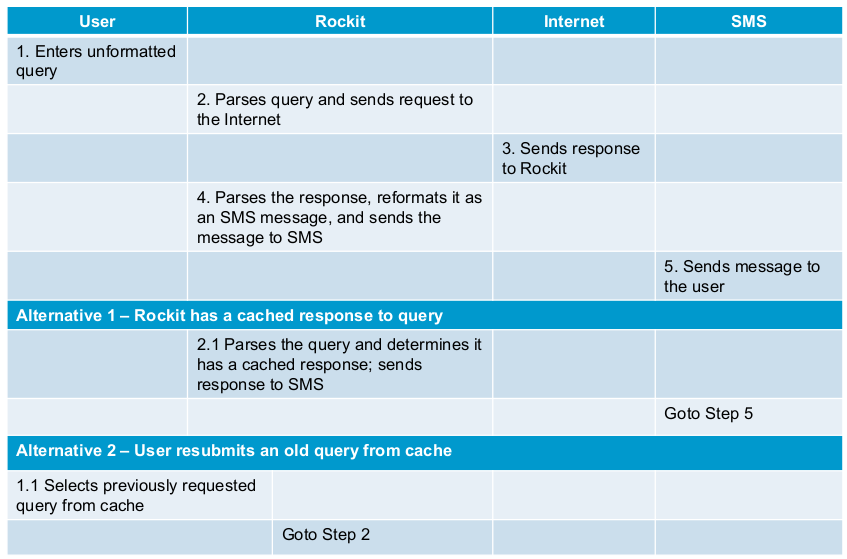 User Rockit Internet SMS
1. Enters unformatted
query
2. Parses query and sends request to
the Internet
3. Sends response
to Rockit
4. Parses the response, reformats it as
an SMS message, and sends the
message to SMS
5. Sends message to
the user
Alternative 1 – Rockit has a cached response to query
2.1 Parses the query and determines it
has a cached response; sends
response to SMS
Goto Step 5
Alternative 2 – User resubmits an old query from cache
1.1 Selects previously requested
query from cache
Goto Step 2